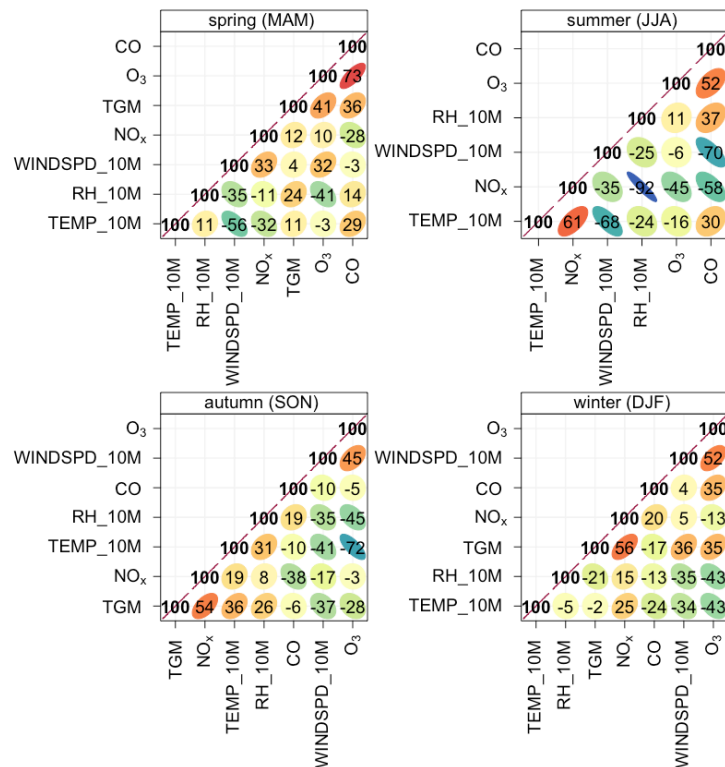 spring (MAM)
CO 100
O₃ 100 73
TGM 100 41 36
NOₓ 100 12 10 -28
WINDSPD_10M 100 33 4 32 -3
RH_10M 100 -35 -11 24 -41 14
TEMP_10M 100 11 -56 -32 11 -3 29
TEMP_10M
RH_10M
WINDSPD_10M
NOₓ
TGM
O₃
CO
summer (JJA)
CO 100
O₃ 100 52
RH_10M 100 11 37
WINDSPD_10M 100 -25 -6 -70
NOₓ 100 -35 -92 -45 -58
TEMP_10M 100 61 -68 -24 -16 30
TEMP_10M
NOₓ
WINDSPD_10M
RH_10M
O₃
CO
autumn (SON)
O₃ 100
WINDSPD_10M 100 45
CO 100 -10 -5
RH_10M 100 19 -35 -45
TEMP_10M 100 31 -10 -41 -72
NOₓ 100 19 8 -38 -17 -3
TGM 100 54 36 26 -6 -37 -28
TGM
NOₓ
TEMP_10M
RH_10M
CO
WINDSPD_10M
O₃
winter (DJF)
O₃ 100
WINDSPD_10M 100 52
CO 100 4 35
NOₓ 100 20 5 -13
TGM 100 56 -17 36 35
RH_10M 100 -21 15 -13 -35 -43
TEMP_10M 100 -5 -2 25 -24 -34 -43
TEMP_10M
RH_10M
TGM
NOₓ
CO
WINDSPD_10M
O₃